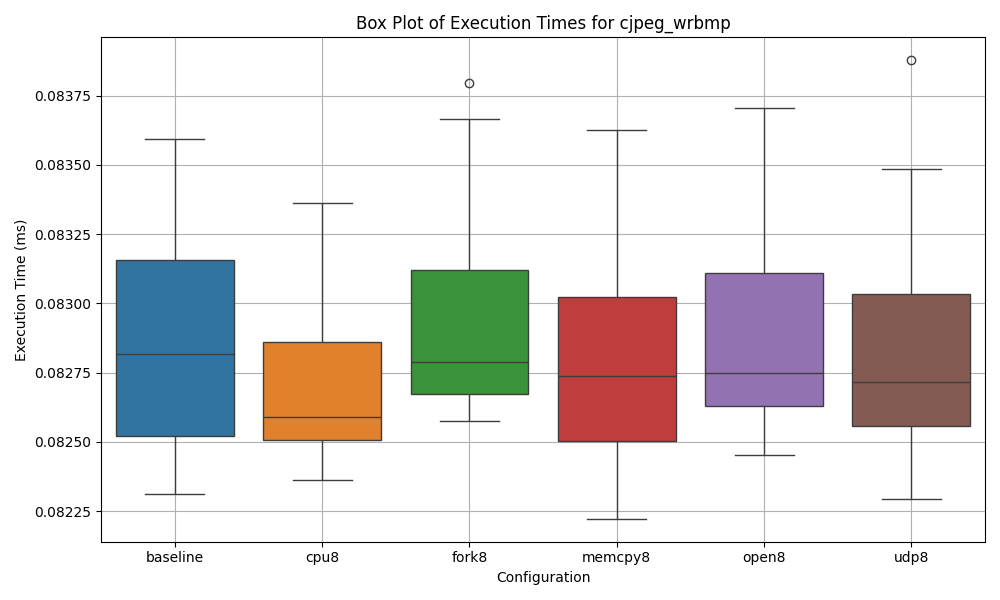 Box Plot of Execution Times for cjpeg_wrbmp
Execution Time (ms)
0.08375
0.08350
0.08325
0.08300
0.08275
0.08250
0.08225
baseline cpu8 fork8 memcpy8 open8 udp8
Configuration